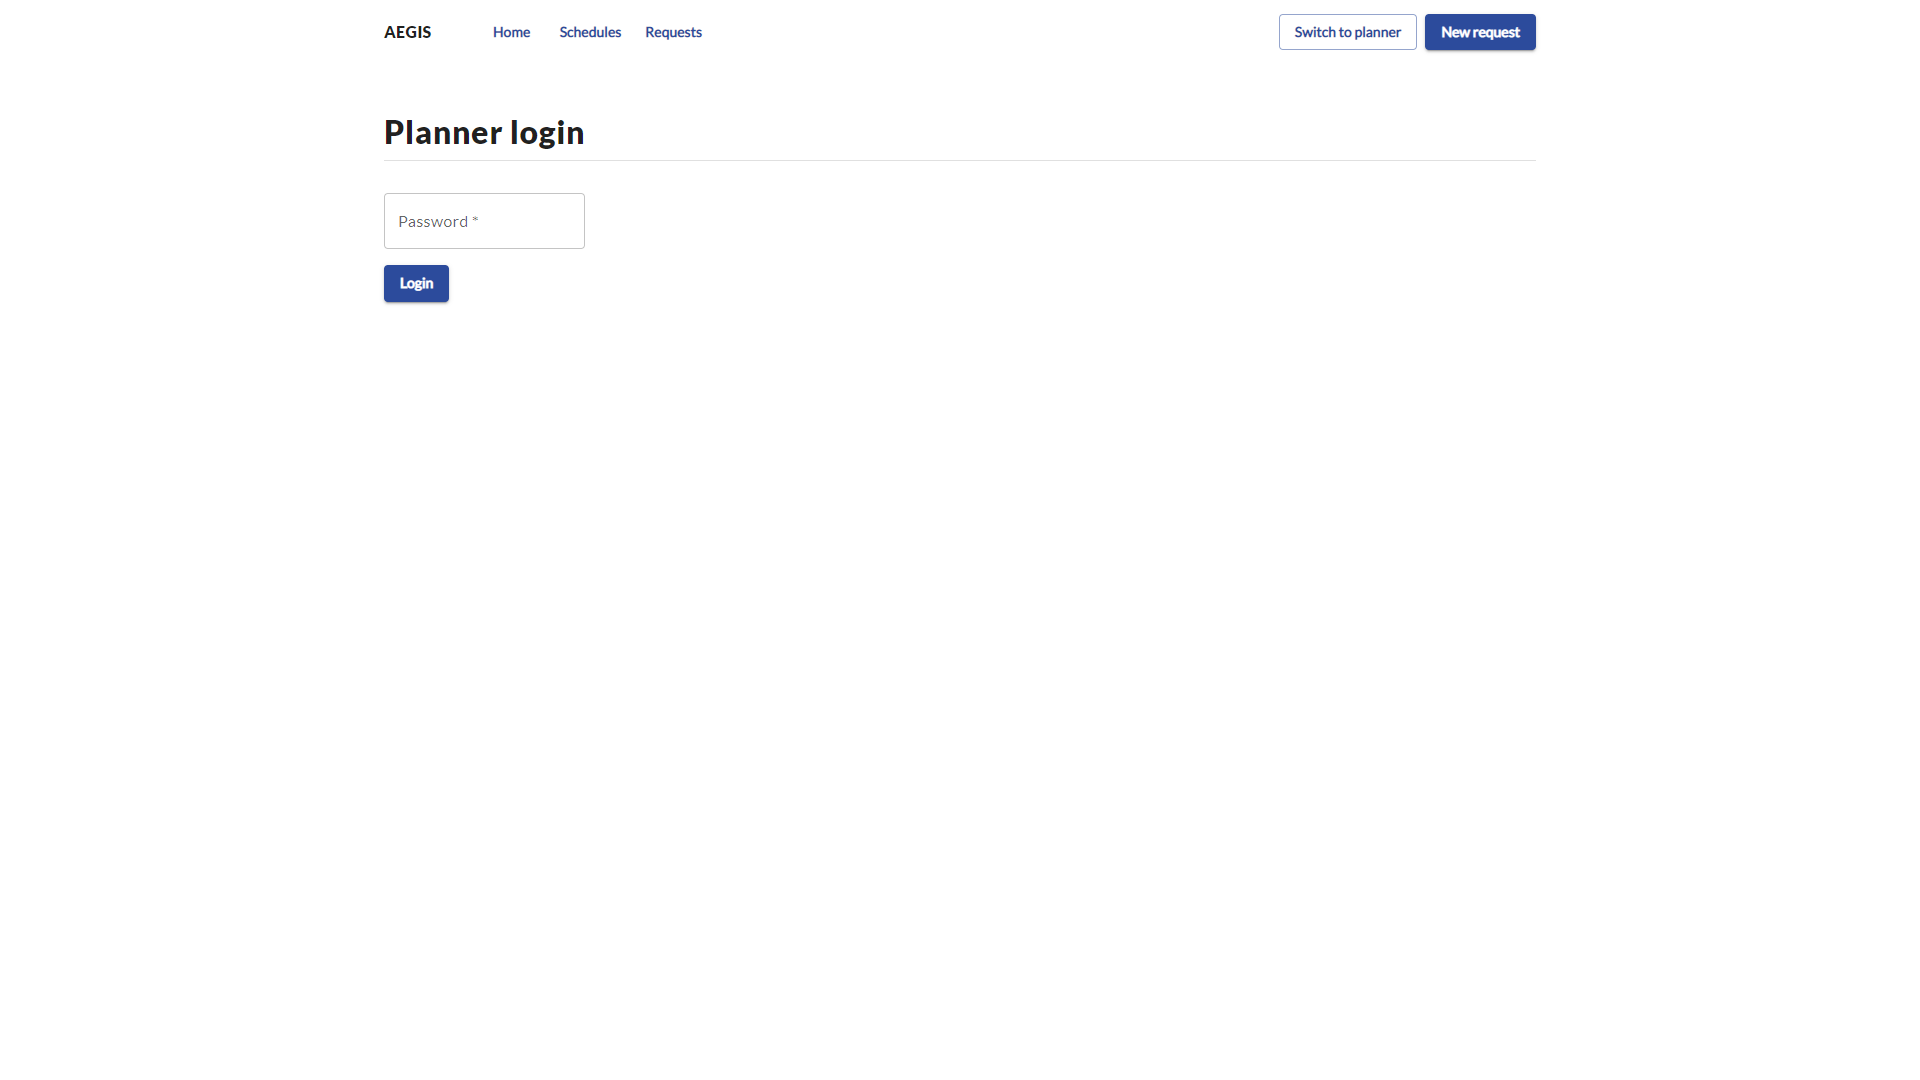 AEGIS Home Schedules Requests Switch to planner New request
Planner login
Password *
Login